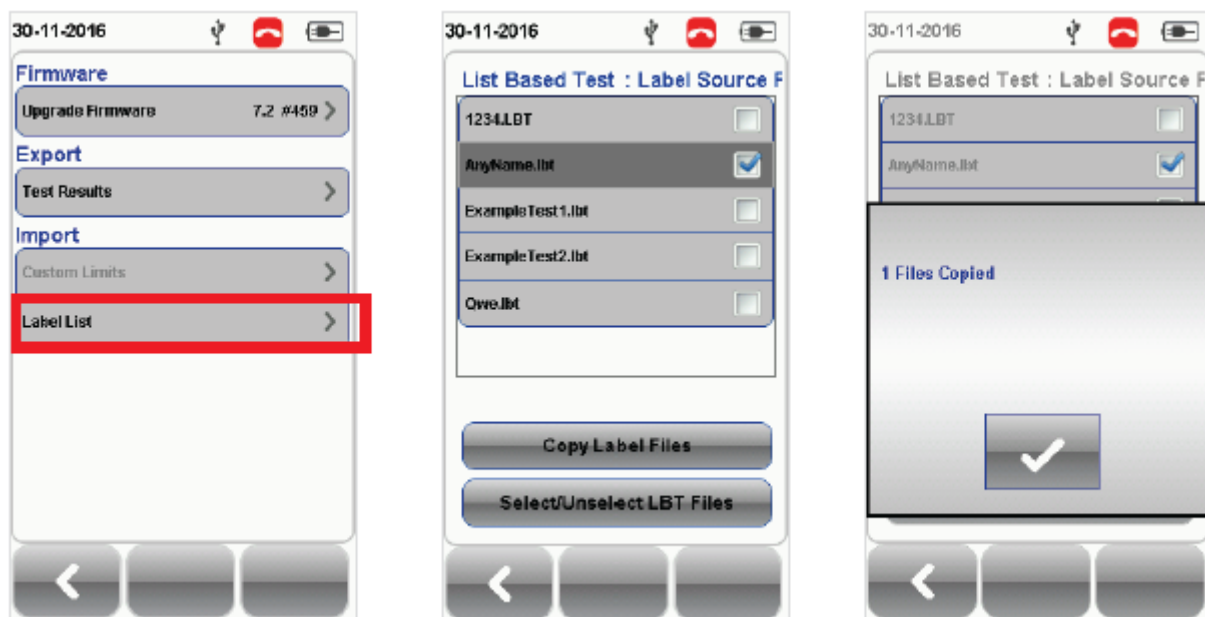 30-11-2016
Firmware
Upgrade Firmware 7.2 #459
Export
Test Results
Import
Custom Limits
Label List
30-11-2016
List Based Test : Label Source F
1234.LBT
AnyName.lbt
ExampleTest1.lbt
ExampleTest2.lbt
Qwe.lbt
Copy Label Files
Select/Unselect LBT Files
30-11-2016
List Based Test : Label Source F
1234.LBT
AnyName.lbt
1 Files Copied